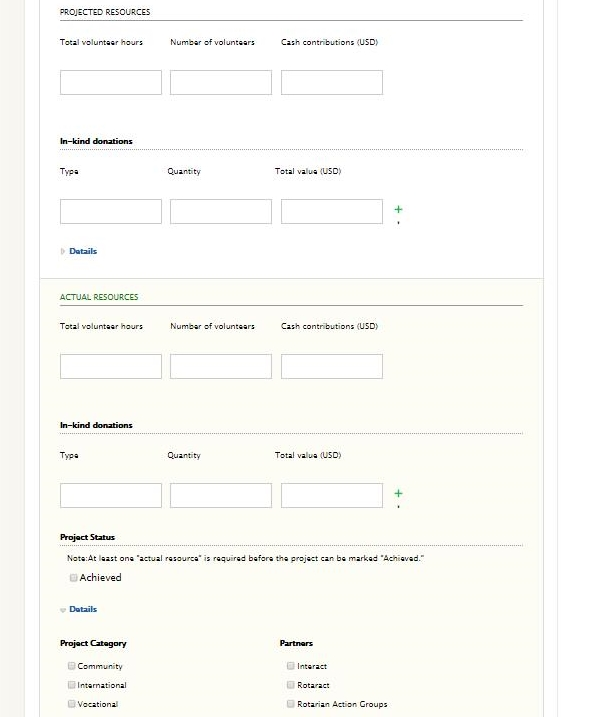 PROJECTED RESOURCES
Total volunteer hours Number of volunteers Cash contributions (USD)
In-kind donations
Type Quantity Total value (USD)
+
Details
ACTUAL RESOURCES
Total volunteer hours Number of volunteers Cash contributions (USD)
In-kind donations
Type Quantity Total value (USD)
+
Project Status
Note:At least one "actual resource" is required before the project can be marked "Achieved."
Achieved
Details
Project Category Partners
Community Interact
International Rotaract
Vocational Rotarian Action Groups